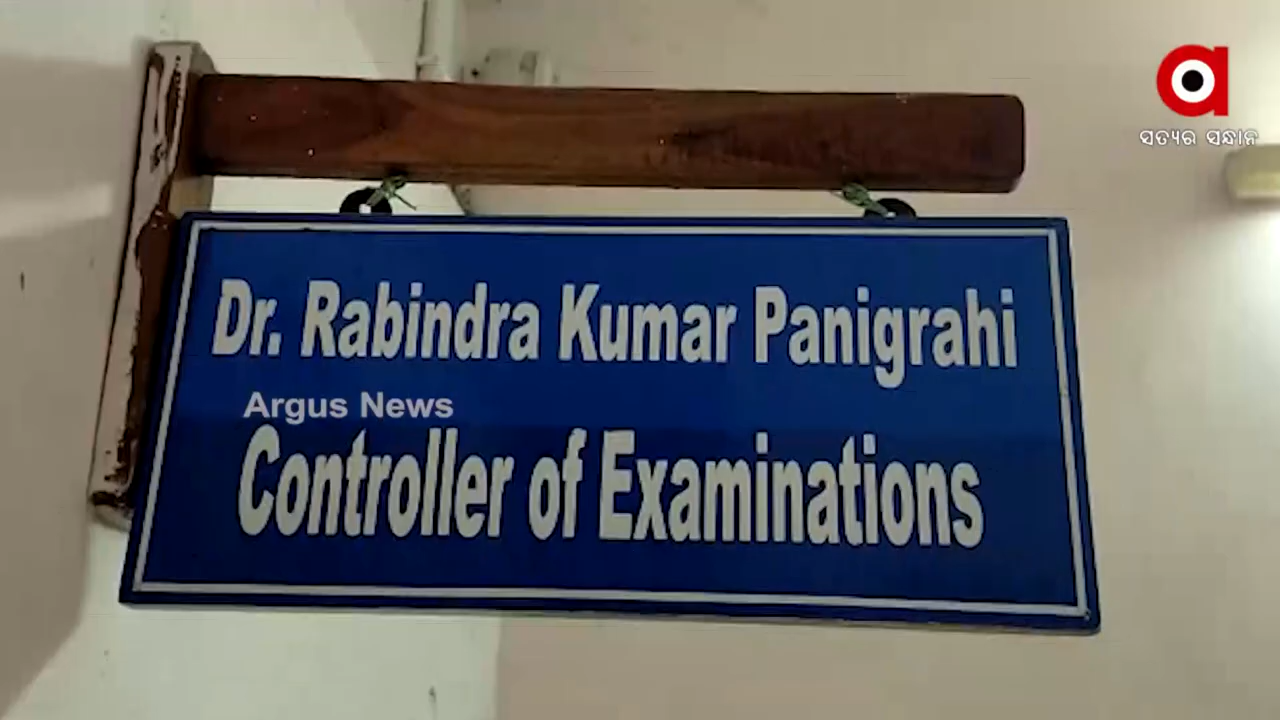 ସତ୍ୟର ସନ୍ଧାନ
Dr. Rabindra Kumar Panigrahi
Argus News
Controller of Examinations